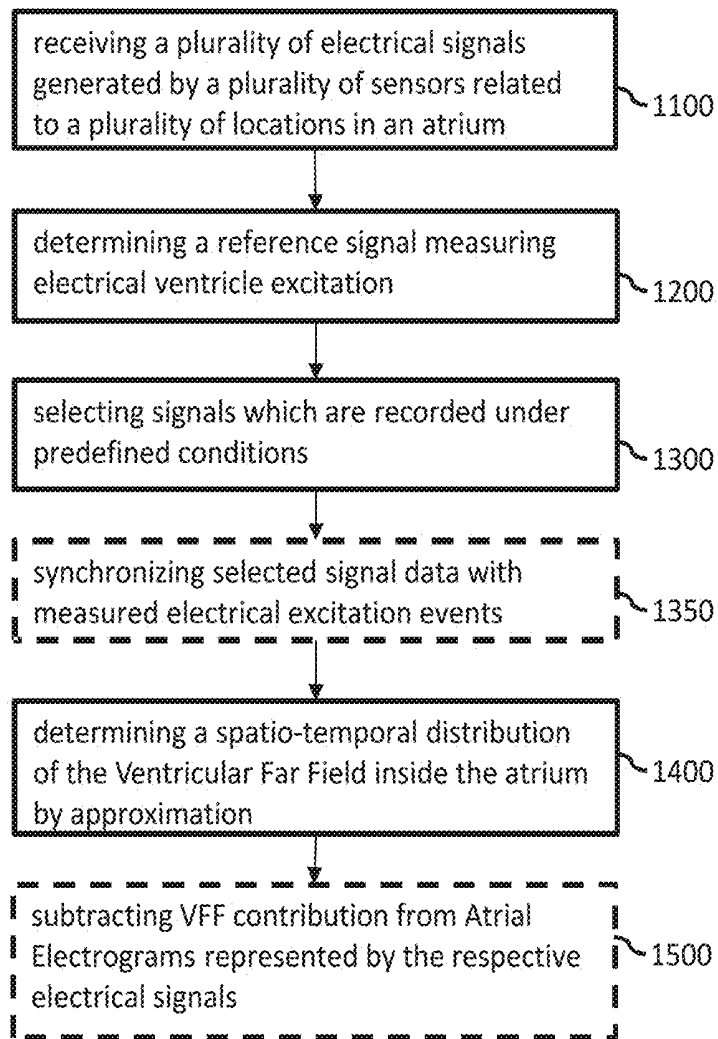 receiving a plurality of electrical signals
generated by a plurality of sensors related
to a plurality of locations in an atrium
1100
determining a reference signal measuring
electrical ventricle excitation
1200
selecting signals which are recorded under
predefined conditions
1300
synchronizing selected signal data with
measured electrical excitation events
1350
determining a spatio-temporal distribution
of the Ventricular Far Field inside the atrium
by approximation
1400
subtracting VFF contribution from Atrial
Electrograms represented by the respective
electrical signals
1500